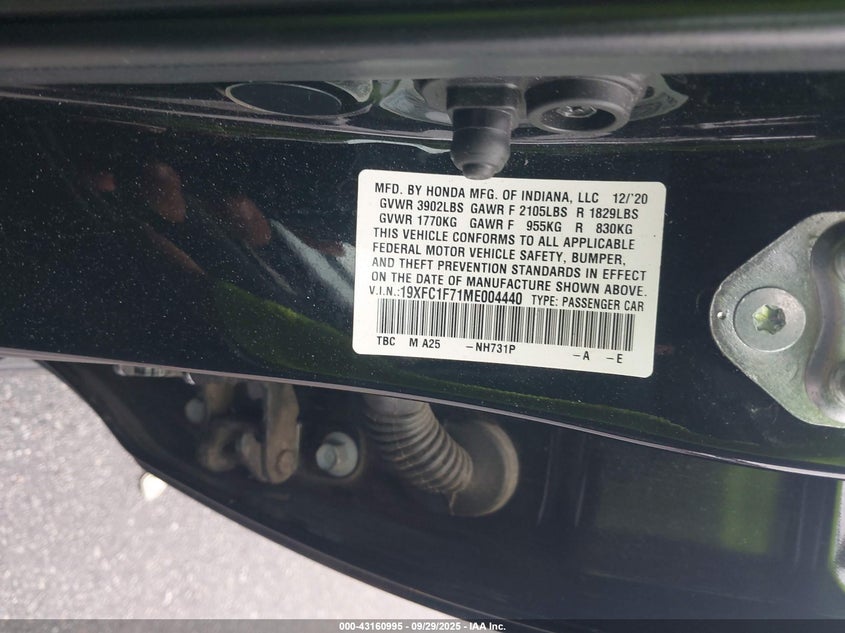 MFD. BY HONDA MFG. OF INDIANA, LLC 12/'20
GVWR 3902LBS GAWR F 2105LBS R 1829LBS
GVWR 1770KG GAWR F 955KG R 830KG
THIS VEHICLE CONFORMS TO ALL APPLICABLE
FEDERAL MOTOR VEHICLE SAFETY, BUMPER,
AND THEFT PREVENTION STANDARDS IN EFFECT
ON THE DATE OF MANUFACTURE SHOWN ABOVE.
V.I.N.:19XFC1F71ME004440 TYPE: PASSENGER CAR
TBC M A25 -NH731P -A -E
000-43160995 - 09/29/2025 - IAA Inc.